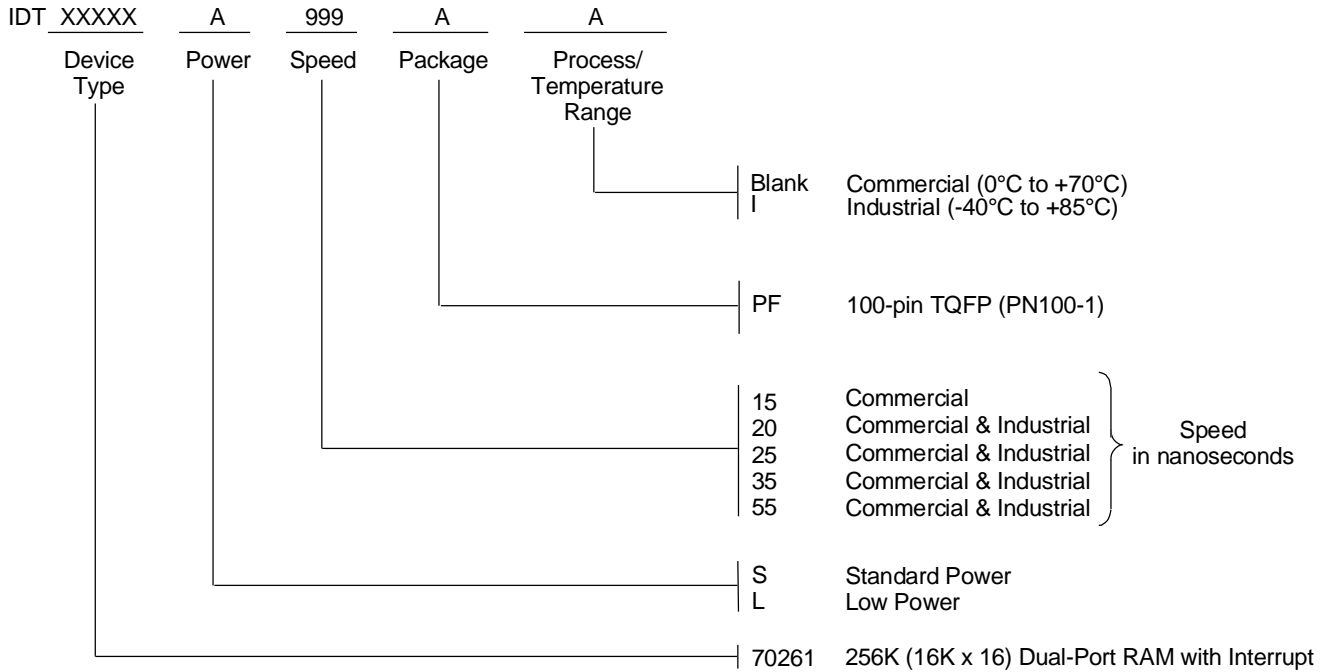 IDT XXXXX A 999 A A
Device Type Power Speed Package Process/ Temperature Range
Blank Commercial (0°C to +70°C)
I Industrial (-40°C to +85°C)
PF 100-pin TQFP (PN100-1)
15 Commercial
20 Commercial & Industrial
25 Commercial & Industrial
35 Commercial & Industrial
55 Commercial & Industrial
Speed
in nanoseconds
S Standard Power
L Low Power
70261 256K (16K x 16) Dual-Port RAM with Interrupt